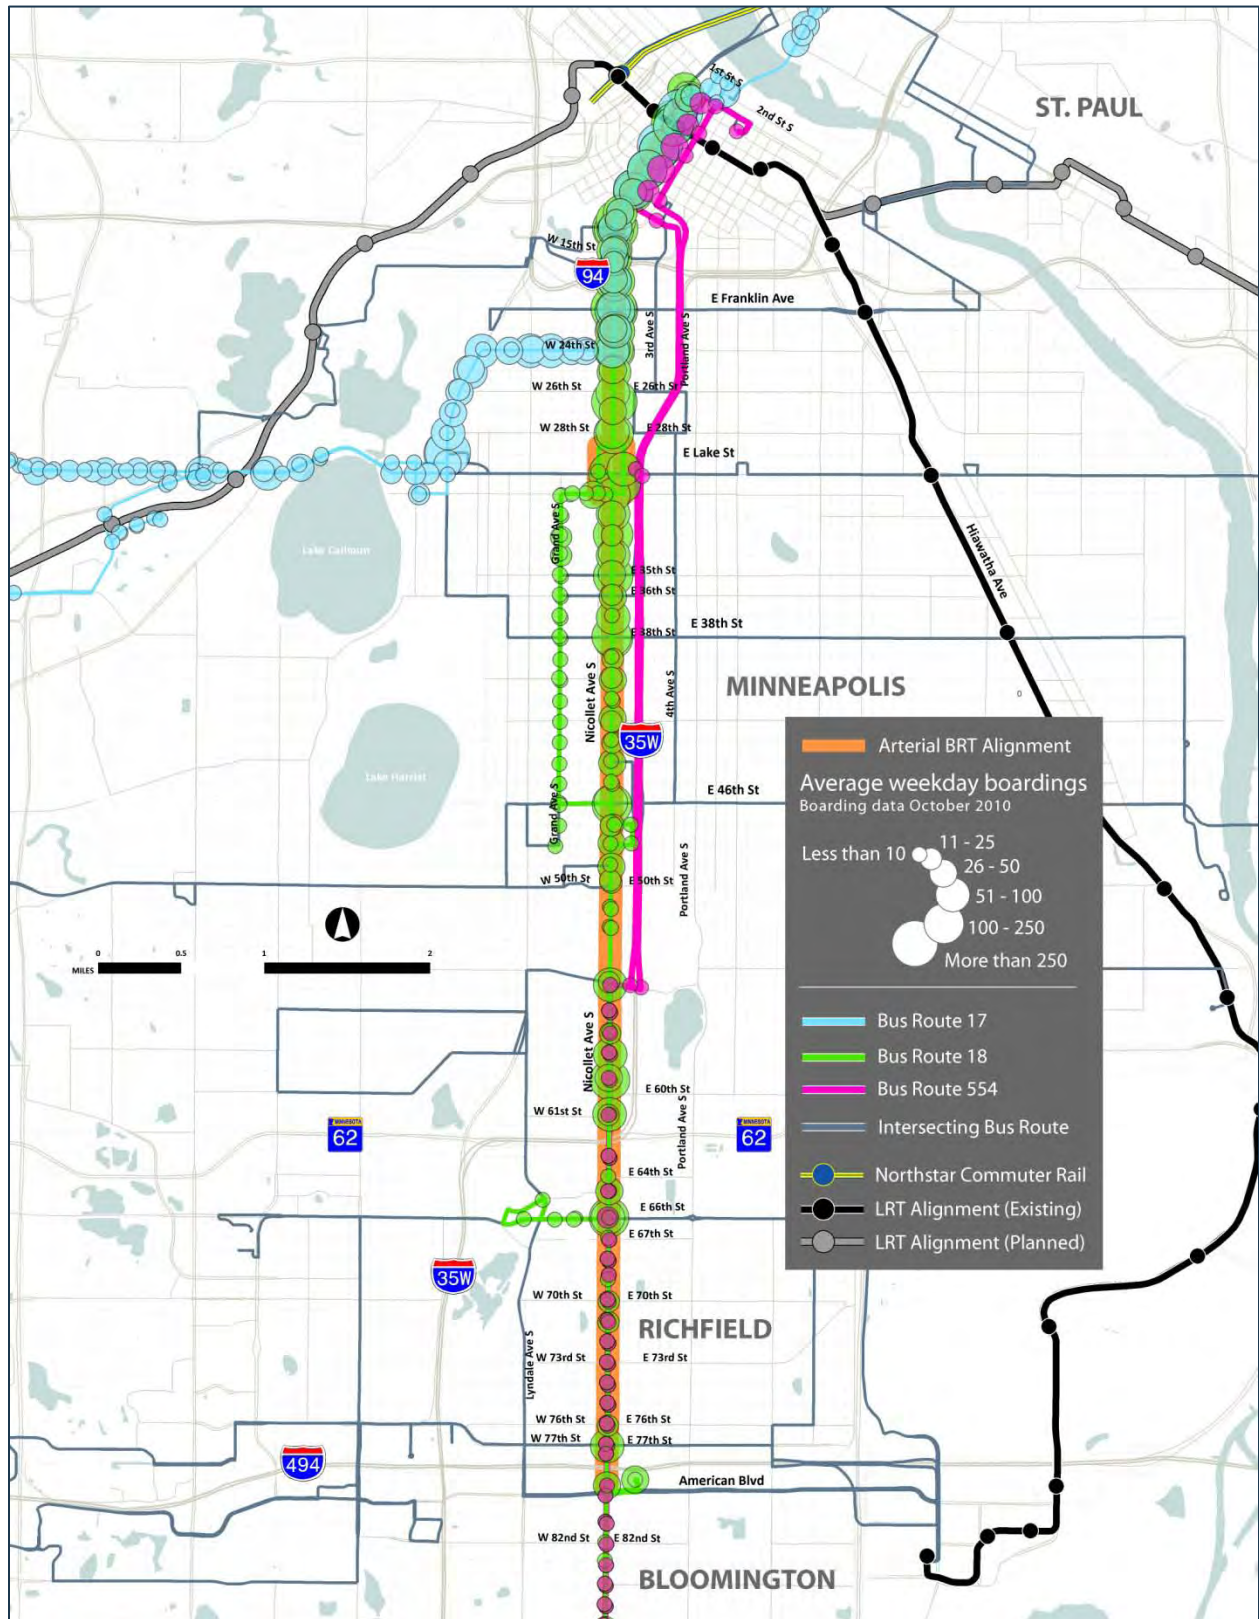 1st St S
ST. PAUL
2nd St S
W 15th St
94
E Franklin Ave
3rd Ave S
Portland Ave S
W 24th St
W 26th St
E 26th St
W 28th St
E 28th St
E Lake St
Grand Ave S
Hiawatha Ave
Lake Calhoun
E 35th St
E 36th St
E 38th St
E 38th St
Nicollet Ave S
4th Ave S
MINNEAPOLIS
35W
Lake Harriet
Grand Ave S
E 46th St
Portland Ave S
W 50th St
E 50th St
0
0.5
1
2
MILES
Arterial BRT Alignment
Average weekday boardings
Boarding data October 2010
Less than 10
11 - 25
26 - 50
51 - 100
100 - 250
More than 250
Bus Route 17
Bus Route 18
Bus Route 554
Intersecting Bus Route
Northstar Commuter Rail
LRT Alignment (Existing)
LRT Alignment (Planned)
Nicollet Ave S
E 60th St
W 61st St
Portland Ave S
MINNESOTA
62
MINNESOTA
62
E 64th St
E 66th St
E 67th St
35W
W 70th St
E 70th St
RICHFIELD
Lyndale Ave S
W 73rd St
E 73rd St
W 76th St
E 76th St
W 77th St
E 77th St
494
American Blvd
W 82nd St
E 82nd St
BLOOMINGTON